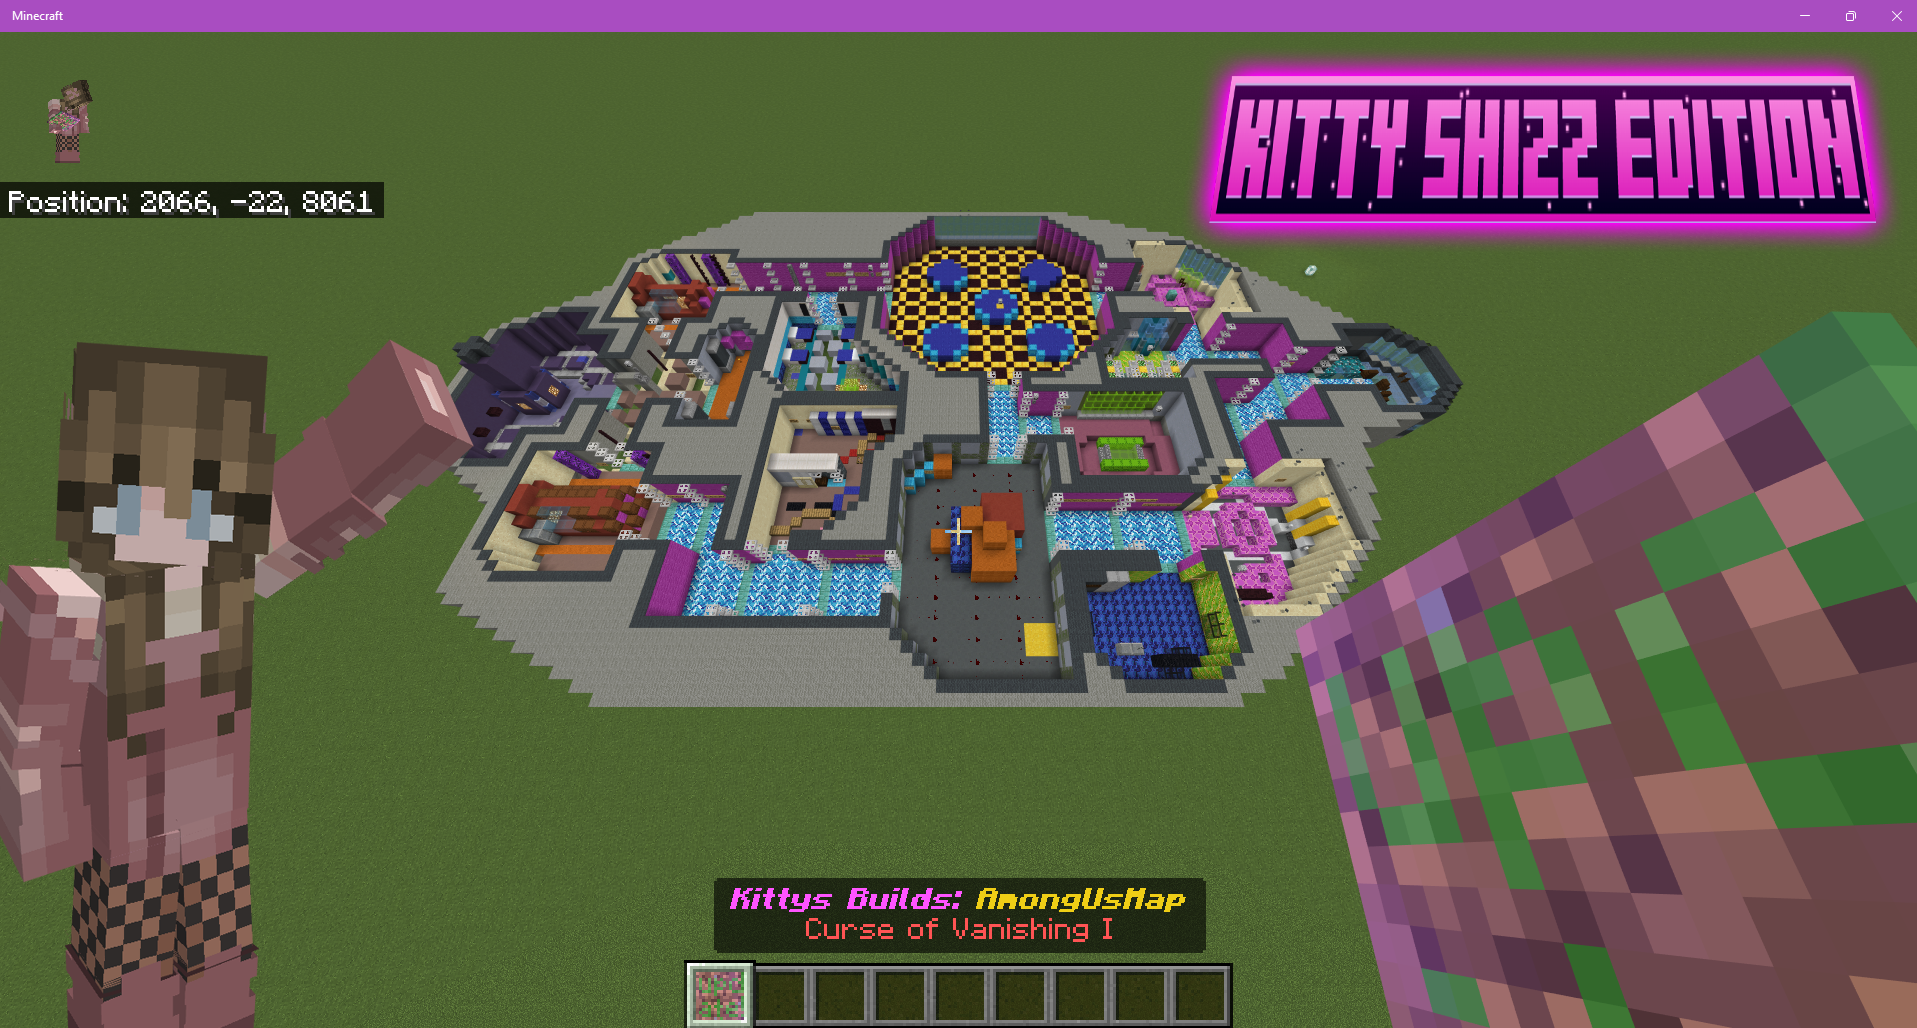 Minecraft
KITTY SHIZZ EDITION
Position: 2066, -22, 8061
Kittys Builds: AmongUsMap
Curse of Vanishing I